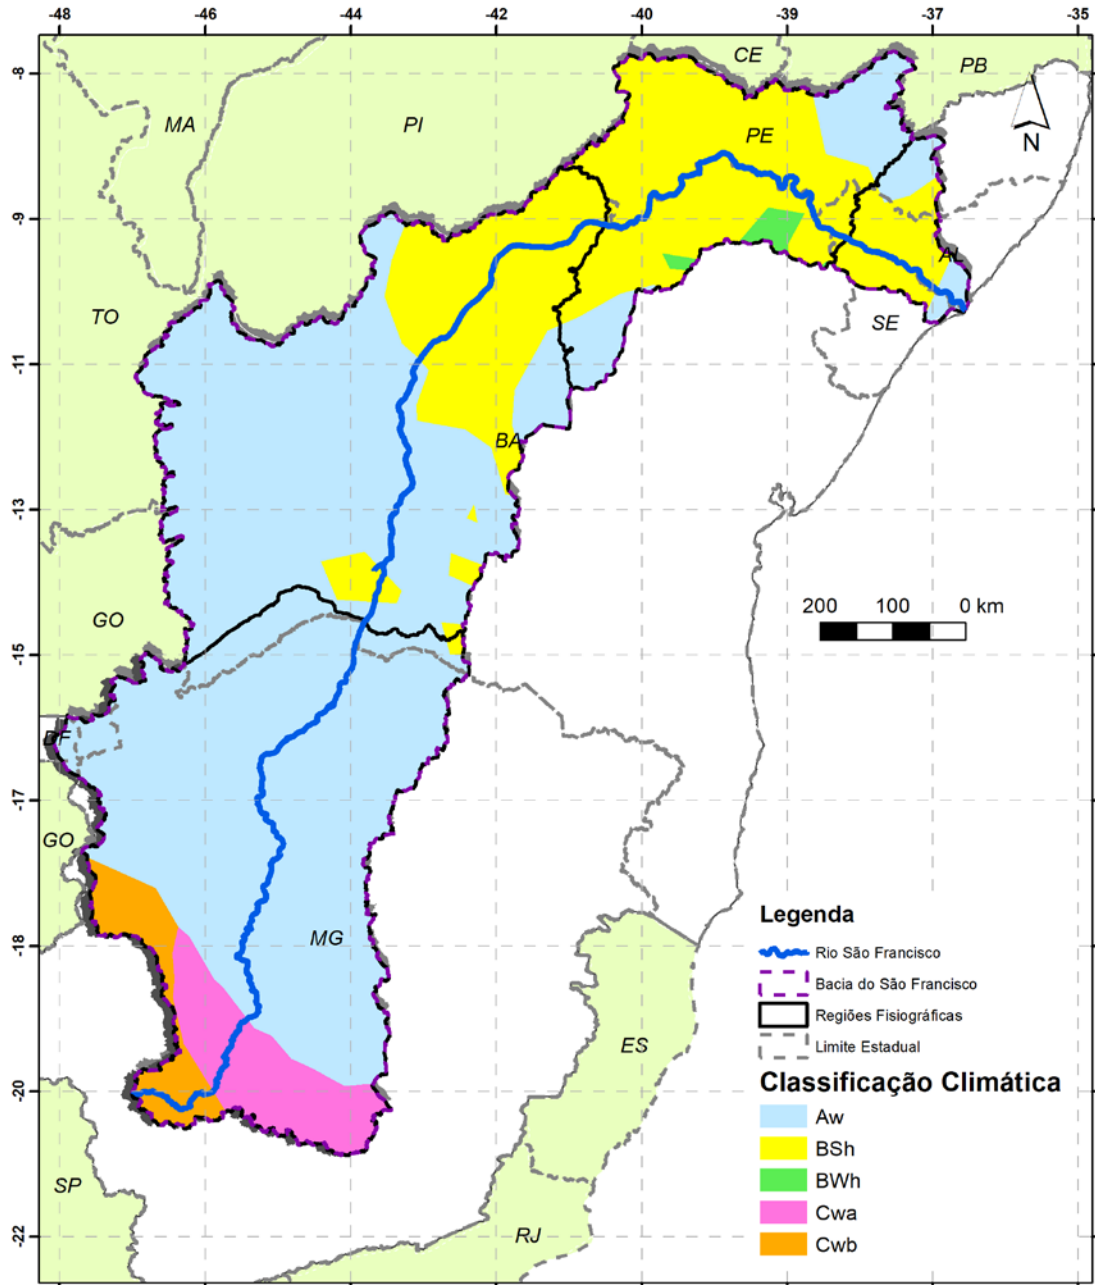 -48 -46 -44 -42 -40 -39 -37 -35
-8
-9
-11
-13
-15
-17
-18
-20
-22
CE
PB
MA
PI
PE
N
TO
AL
SE
BA
GO
200 100 0 km
DF
GO
MG
ES
SP
RJ
Legenda
Rio São Francisco
Bacia do São Francisco
Regiões Fisiográficas
Limite Estadual
Classificação Climática
Aw
BSh
BWh
Cwa
Cwb